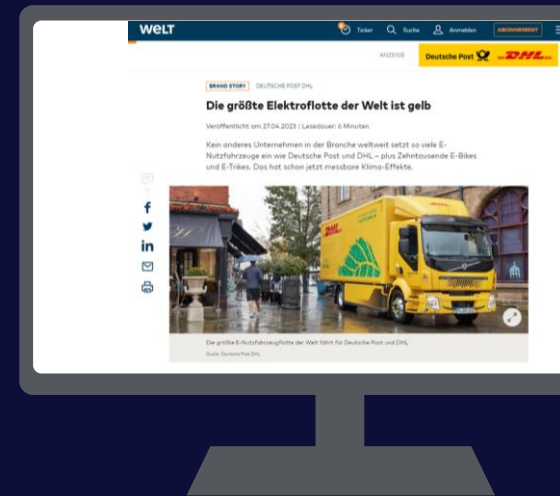 WELT
Ticker Suche Anmelden ABONNEMENT
ANZEIGE Deutsche Post DHL
BRAND STORY DEUTSCHE POST DHL
Die größte Elektroflotte der Welt ist gelb
Veröffentlicht am 27.04.2023 | Lesedauer: 6 Minuten
Kein anderes Unternehmen in der Branche weltweit setzt so viele E-
Nutzfahrzeuge ein wie Deutsche Post und DHL – plus Zehntausende E-Bikes
und E-Trikes. Das hat schon jetzt messbare Klima-Effekte.
DHL
Die größte E-Nutzfahrzeugflotte der Welt fährt für Deutsche Post und DHL
Quelle: Deutsche Post DHL